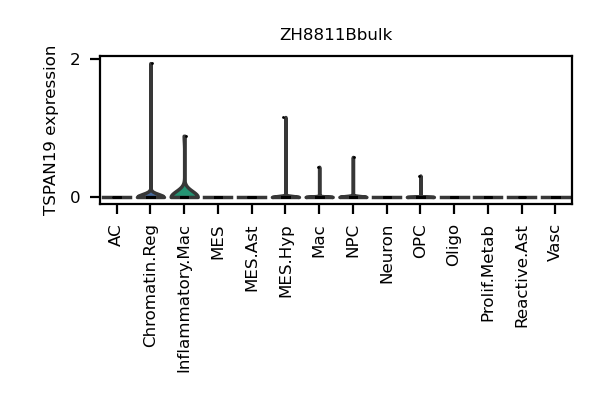 ZH8811Bbulk
TSPAN19 expression
2
0
AC
Chromatin.Reg
Inflammatory.Mac
MES
MES.Ast
MES.Hyp
Mac
NPC
Neuron
OPC
Oligo
Prolif.Metab
Reactive.Ast
Vasc